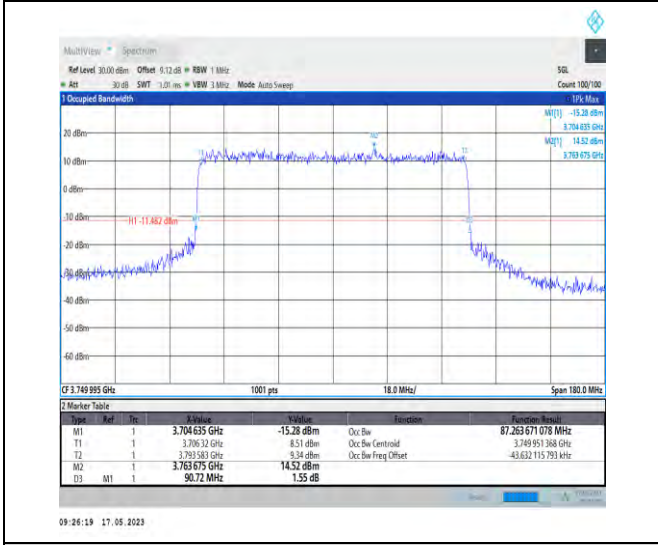 MultiView Spectrum
Ref Level 30.00 dBm Offset 9.12 dB RBW 1 MHz SGL
Att 30 dB SWT 1.01 ms VBW 3 MHz Mode Auto Sweep Count 100/100
1 Occupied Bandwidth 1Pk Max
M1[1] -15.28 dBm
3.704 635 GHz
20 dBm
M2[1] 14.52 dBm
3.763 675 GHz
M2
T1 T2
10 dBm
0 dBm
-10 dBm
H1 -11.482 dBm
-20 dBm
-30 dBm
-40 dBm
-50 dBm
-60 dBm
CF 3.749 995 GHz 1001 pts 18.0 MHz/ Span 180.0 MHz
2 Marker Table
Type Ref Trc X-Value Y-Value Function Function Result
M1 1 3.704 635 GHz -15.28 dBm Occ Bw 87.263 671 078 MHz
T1 1 3.706 32 GHz 8.51 dBm Occ Bw Centroid 3.749 951 368 GHz
T2 1 3.793 583 GHz 9.34 dBm Occ Bw Freq Offset -43.632 115 793 kHz
M2 1 3.763 675 GHz 14.52 dBm
D3 M1 1 90.72 MHz 1.55 dB
09:26:19 17.05.2023